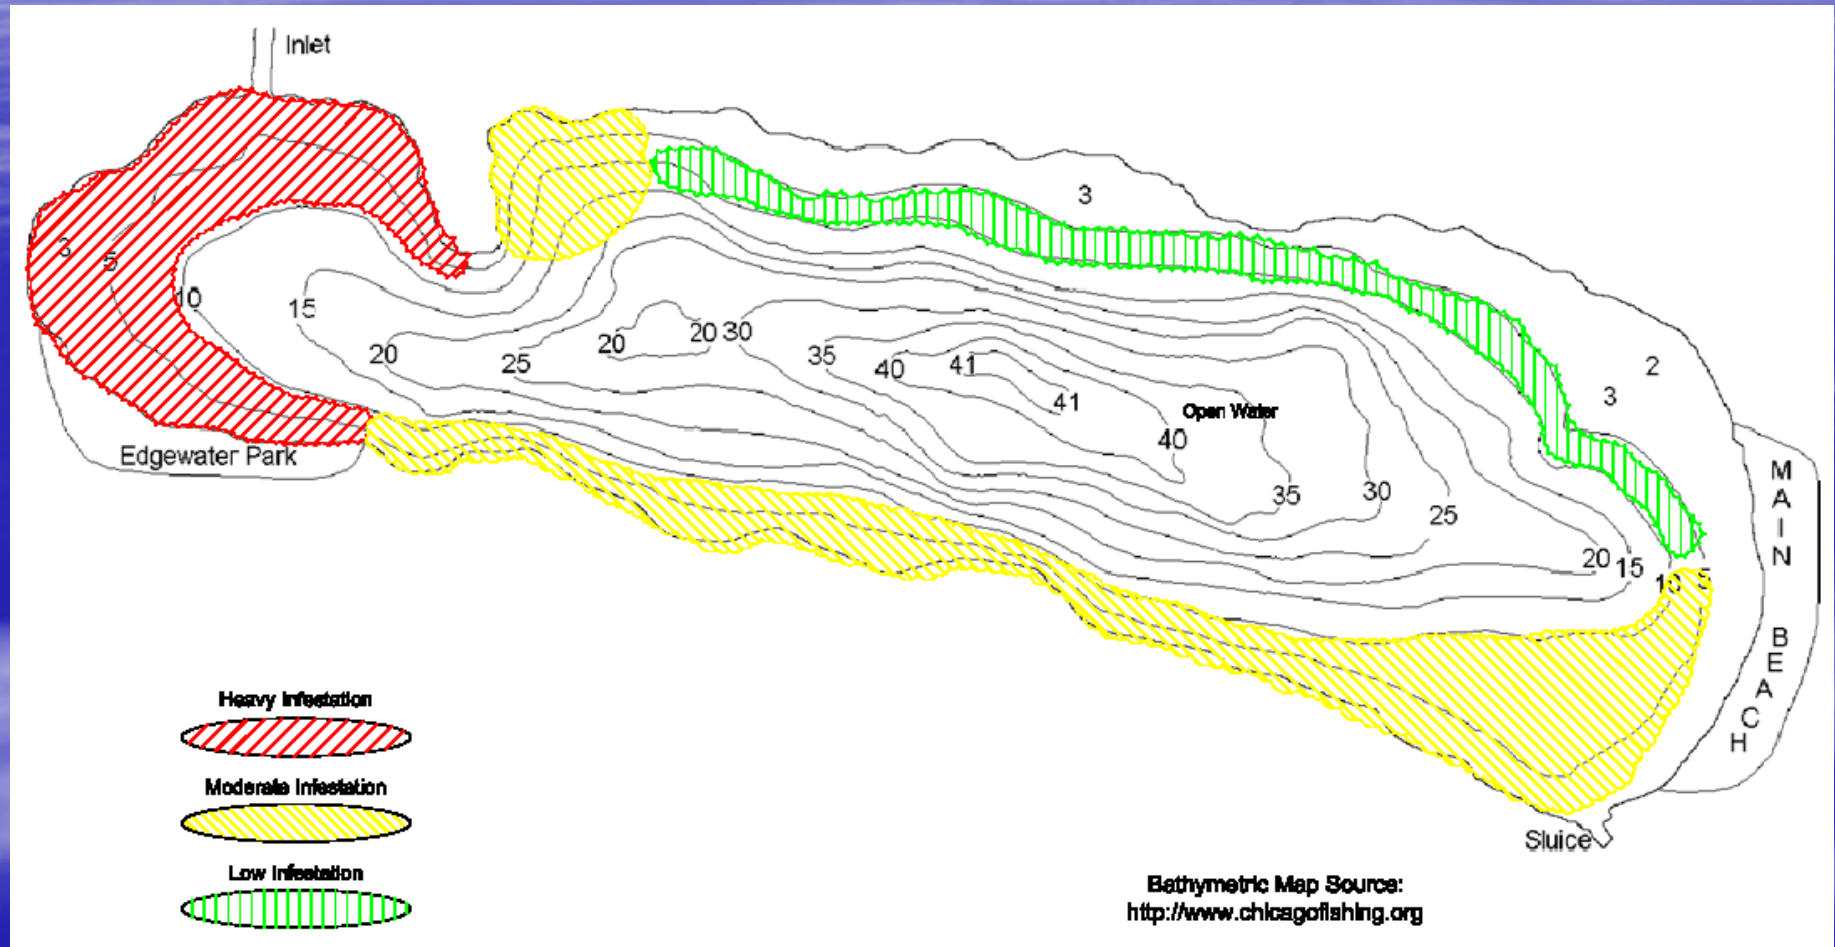 Inlet
3
3
5
10
15
20
25
20
20
30
35
40
41
41
Open Water
40
35
30
25
20
15
10
5
2
3
Edgewater Park
MAIN BEACH
Heavy Infestation
Moderate Infestation
Low Infestation
Sluice
Bathymetric Map Source:
http://www.chicagofishing.org